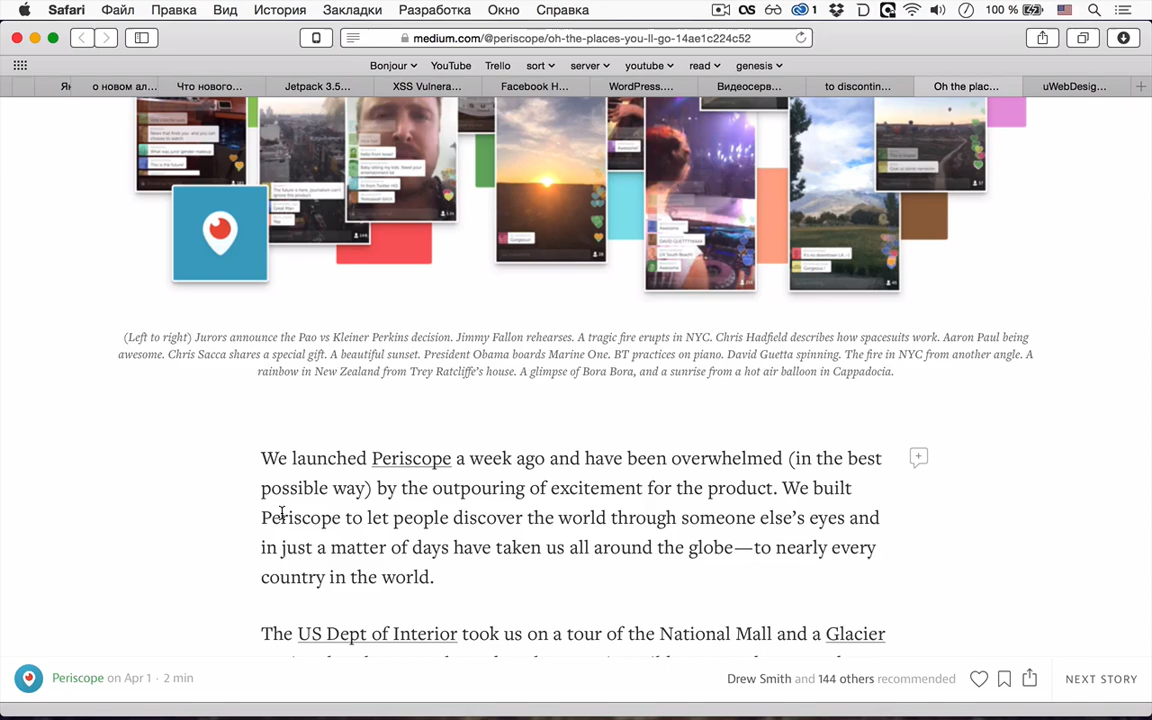 Safari Файл Правка Вид История Закладки Разработка Окно Справка 1 100 %
medium.com/@periscope/oh-the-places-you-ll-go-14ae1c224c52
Bonjour YouTube Trello sort server youtube read genesis
Ян о новом ал... Что нового... Jetpack 3.5... XSS Vulnera... Facebook H... WordPress.... Видеосерв... to discontin... Oh the plac... uWebDesig...
Gorgeous!
Awesome
DAVID GUETTTAAAA
Awesome
(Left to right) Jurors announce the Pao vs Kleiner Perkins decision. Jimmy Fallon rehearses. A tragic fire erupts in NYC. Chris Hadfield describes how spacesuits work. Aaron Paul being
awesome. Chris Sacca shares a special gift. A beautiful sunset. President Obama boards Marine One. BT practices on piano. David Guetta spinning. The fire in NYC from another angle. A
rainbow in New Zealand from Trey Ratcliffe's house. A glimpse of Bora Bora, and a sunrise from a hot air balloon in Cappadocia.
We launched Periscope a week ago and have been overwhelmed (in the best
possible way) by the outpouring of excitement for the product. We built
Periscope to let people discover the world through someone else's eyes and
in just a matter of days have taken us all around the globe—to nearly every
country in the world.
The US Dept of Interior took us on a tour of the National Mall and a Glacier
Periscope on Apr 1 · 2 min Drew Smith and 144 others recommended NEXT STORY